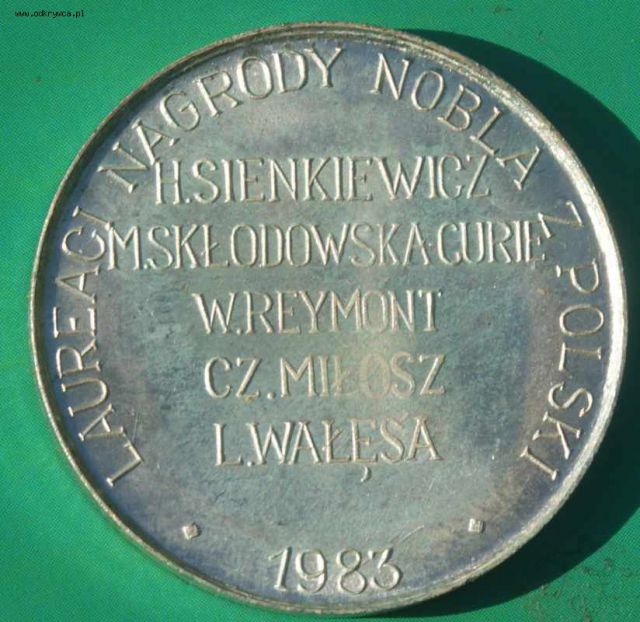 www.odkrywca.pl
LAUREACI NAGRODY NOBLA Z POLSKI
H.SIENKIEWICZ
M.SKŁODOWSKA-CURIE
W.REYMONT
CZ.MIŁOSZ
L.WAŁĘSA
1983